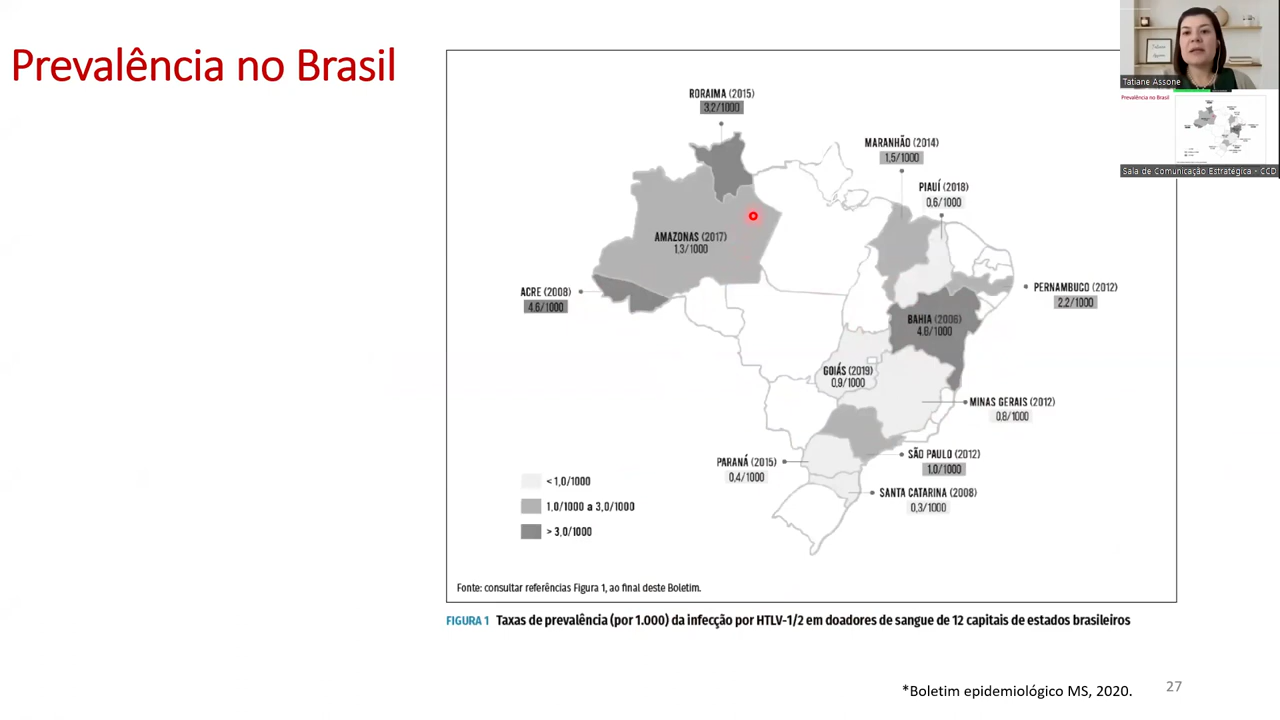 Prevalência no Brasil
Tatiane Assone
Prevalência no Brasil
Sala de Comunicação Estratégica - CCD
RORAIMA (2015)
3.2/1000
MARANHÃO (2014)
1,5/1000
PIAUÍ (2018)
0,6/1000
AMAZONAS (2017)
1.3/1000
ACRE (2008)
4.6/1000
PERNAMBUCO (2012)
2.2/1000
BAHIA (2006)
4.8/1000
GOIÁS (2019)
0,9/1000
MINAS GERAIS (2012)
0.8/1000
PARANÁ (2015)
0,4/1000
SÃO PAULO (2012)
1.0/1000
SANTA CATARINA (2008)
0,3/1000
< 1,0/1000
1,0/1000 a 3,0/1000
> 3,0/1000
Fonte: consultar referências Figura 1, ao final deste Boletim.
FIGURA 1 Taxas de prevalência (por 1.000) da infecção por HTLV-1/2 em doadores de sangue de 12 capitais de estados brasileiros
*Boletim epidemiológico MS, 2020.
27